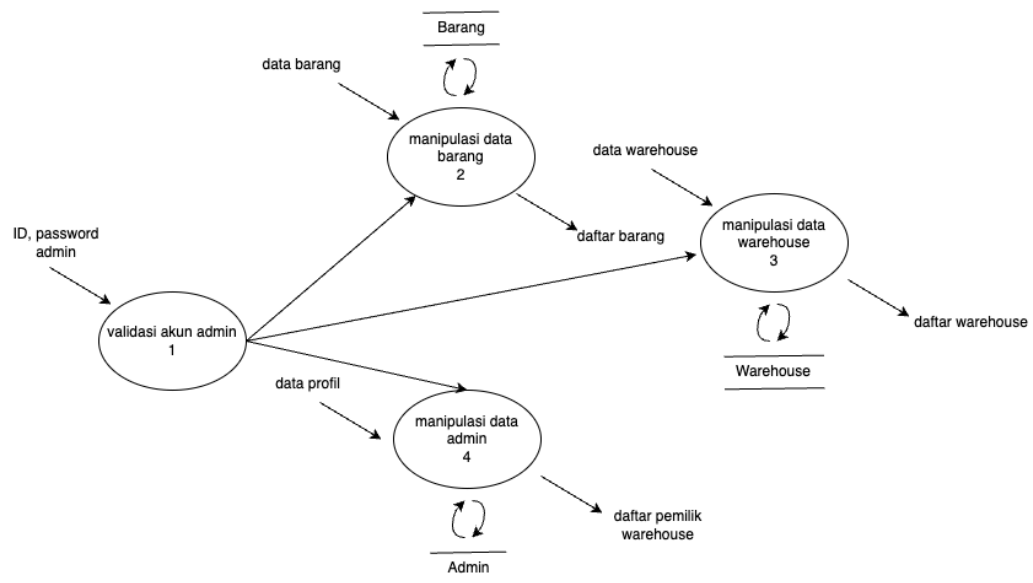 Barang
data barang
manipulasi data
barang
2
data warehouse
daftar barang
manipulasi data
warehouse
3
ID, password
admin
validasi akun admin
1
daftar warehouse
Warehouse
data profil
manipulasi data
admin
4
daftar pemilik
warehouse
Admin